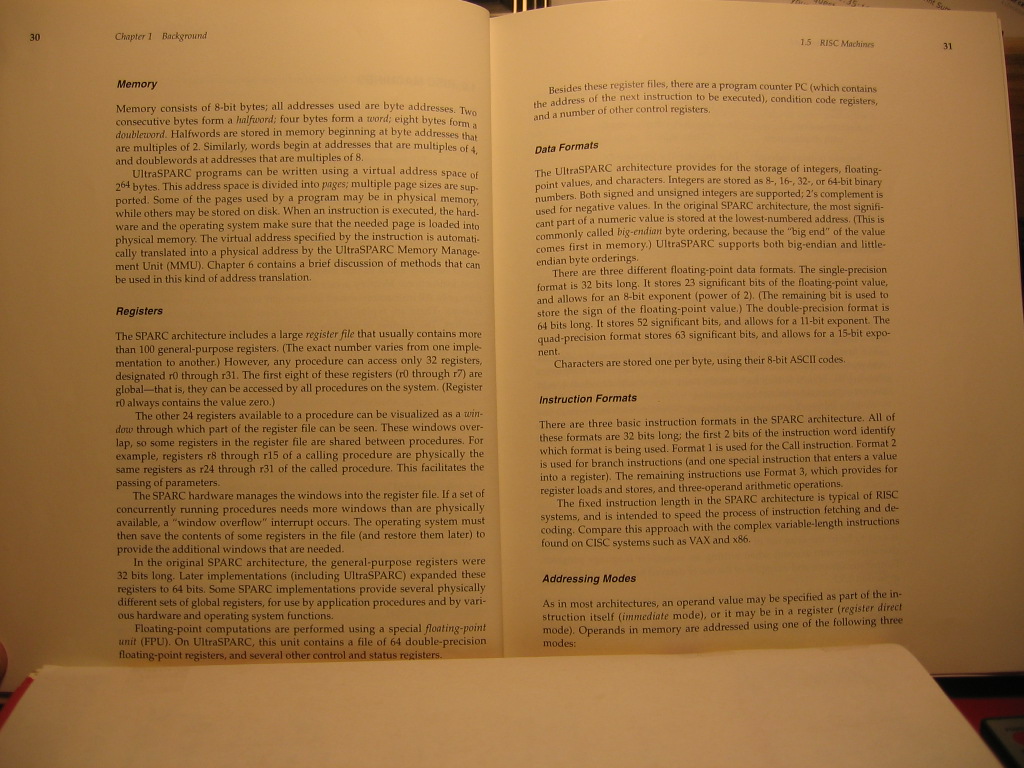 30
Chapter 1 Background
Memory
Memory consists of 8-bit bytes; all addresses used are byte addresses. Two
consecutive bytes form a halfword; four bytes form a word; eight bytes form a
doubleword. Halfwords are stored in memory beginning at byte addresses that
are multiples of 2. Similarly, words begin at addresses that are multiples of 4,
and doublewords at addresses that are multiples of 8.
UltraSPARC programs can be written using a virtual address space of
2^64 bytes. This address space is divided into pages; multiple page sizes are sup-
ported. Some of the pages used by a program may be in physical memory,
while others may be stored on disk. When an instruction is executed, the hard-
ware and the operating system make sure that the needed page is loaded into
physical memory. The virtual address specified by the instruction is automati-
cally translated into a physical address by the UltraSPARC Memory Manage-
ment Unit (MMU). Chapter 6 contains a brief discussion of methods that can
be used in this kind of address translation.
Registers
The SPARC architecture includes a large register file that usually contains more
than 100 general-purpose registers. (The exact number varies from one imple-
mentation to another.) However, any procedure can access only 32 registers,
designated r0 through r31. The first eight of these registers (r0 through r7) are
global—that is, they can be accessed by all procedures on the system. (Register
r0 always contains the value zero.)
The other 24 registers available to a procedure can be visualized as a win-
dow through which part of the register file can be seen. These windows over-
lap, so some registers in the register file are shared between procedures. For
example, registers r8 through r15 of a calling procedure are physically the
same registers as r24 through r31 of the called procedure. This facilitates the
passing of parameters.
The SPARC hardware manages the windows into the register file. If a set of
concurrently running procedures needs more windows than are physically
available, a "window overflow" interrupt occurs. The operating system must
then save the contents of some registers in the file (and restore them later) to
provide the additional windows that are needed.
In the original SPARC architecture, the general-purpose registers were
32 bits long. Later implementations (including UltraSPARC) expanded these
registers to 64 bits. Some SPARC implementations provide several physically
different sets of global registers, for use by application procedures and by vari-
ous hardware and operating system functions.
Floating-point computations are performed using a special floating-point
unit (FPU). On UltraSPARC, this unit contains a file of 64 double-precision
floating-point registers, and several other control and status registers.
1.5 RISC Machines
31
Besides these register files, there are a program counter PC (which contains
the address of the next instruction to be executed), condition code registers,
and a number of other control registers.
Data Formats
The UltraSPARC architecture provides for the storage of integers, floating-
point values, and characters. Integers are stored as 8-, 16-, 32-, or 64-bit binary
numbers. Both signed and unsigned integers are supported; 2's complement is
used for negative values. In the original SPARC architecture, the most signifi-
cant part of a numeric value is stored at the lowest-numbered address. (This is
commonly called big-endian byte ordering, because the "big end" of the value
comes first in memory.) UltraSPARC supports both big-endian and little-
endian byte orderings.
There are three different floating-point data formats. The single-precision
format is 32 bits long. It stores 23 significant bits of the floating-point value,
and allows for an 8-bit exponent (power of 2). (The remaining bit is used to
store the sign of the floating-point value.) The double-precision format is
64 bits long. It stores 52 significant bits, and allows for a 11-bit exponent. The
quad-precision format stores 63 significant bits, and allows for a 15-bit expo-
nent.
Characters are stored one per byte, using their 8-bit ASCII codes.
Instruction Formats
There are three basic instruction formats in the SPARC architecture. All of
these formats are 32 bits long; the first 2 bits of the instruction word identify
which format is being used. Format 1 is used for the Call instruction. Format 2
is used for branch instructions (and one special instruction that enters a value
into a register). The remaining instructions use Format 3, which provides for
register loads and stores, and three-operand arithmetic operations.
The fixed instruction length in the SPARC architecture is typical of RISC
systems, and is intended to speed the process of instruction fetching and de-
coding. Compare this approach with the complex variable-length instructions
found on CISC systems such as VAX and x86.
Addressing Modes
As in most architectures, an operand value may be specified as part of the in-
struction itself (immediate mode), or it may be in a register (register direct
mode). Operands in memory are addressed using one of the following three
modes: